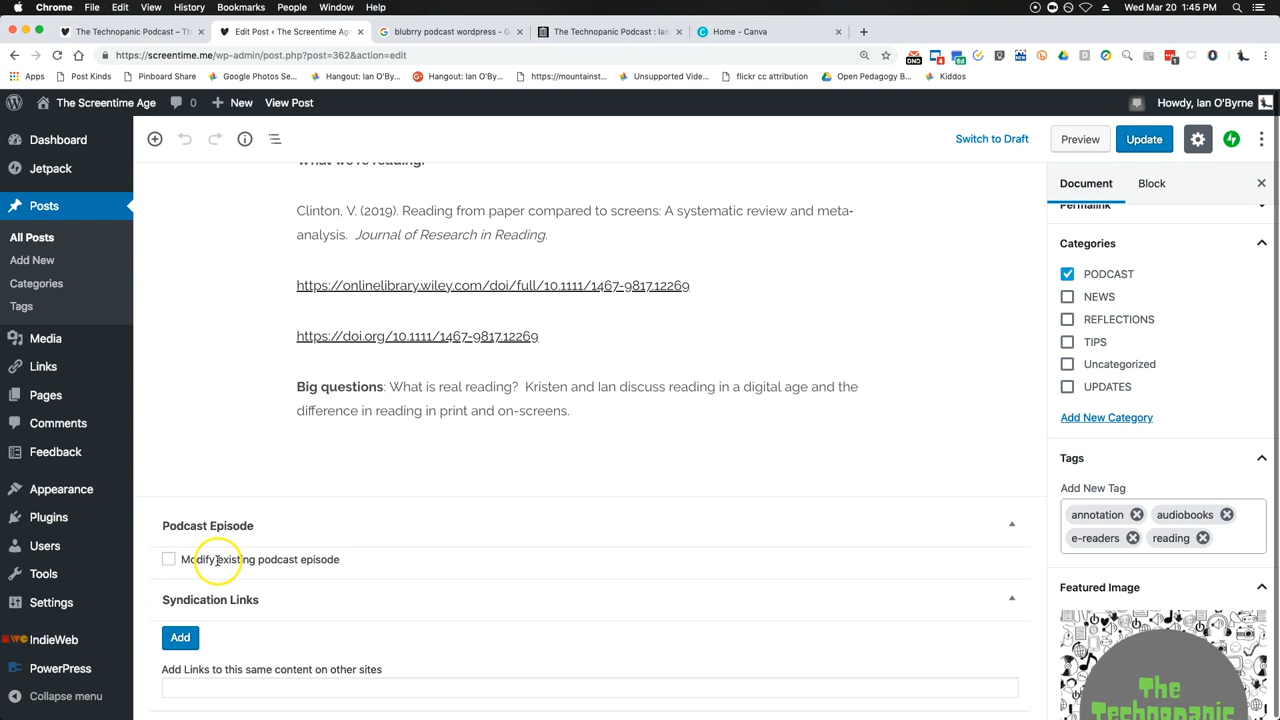 Chrome File Edit View History Bookmarks People Window Help Wed Mar 20 1:45 PM
The Technopanic Podcast – Th Edit Post ‹ The Screentime Age blubrry podcast wordpress - G The Technopanic Podcast : Ian Home - Canva
https://screentime.me/wp-admin/post.php?post=362&action=edit
Apps Post Kinds Pinboard Share Google Photos Se... Hangout: Ian O'By... Hangout: Ian O'By... https://mountainst... Unsupported Vide... flickr cc attribution Open Pedagogy B... Kiddos
The Screentime Age 0 New View Post Howdy, Ian O'Byrne
Dashboard
Jetpack
Posts
All Posts
Add New
Categories
Tags
Media
Links
Pages
Comments
Feedback
Appearance
Plugins
Users
Tools
Settings
IndieWeb
PowerPress
Collapse menu
Switch to Draft Preview Update
What we're reading:
Clinton, V. (2019). Reading from paper compared to screens: A systematic review and meta-
analysis. Journal of Research in Reading.
https://onlinelibrary.wiley.com/doi/full/10.1111/1467-9817.12269
https://doi.org/10.1111/1467-9817.12269
Big questions: What is real reading? Kristen and Ian discuss reading in a digital age and the
difference in reading in print and on-screens.
Podcast Episode
Modify existing podcast episode
Syndication Links
Add
Add Links to this same content on other sites
Document Block
Permalink
Categories
PODCAST
NEWS
REFLECTIONS
TIPS
Uncategorized
UPDATES
Add New Category
Tags
Add New Tag
annotation audiobooks
e-readers reading
Featured Image
The
Technopanic